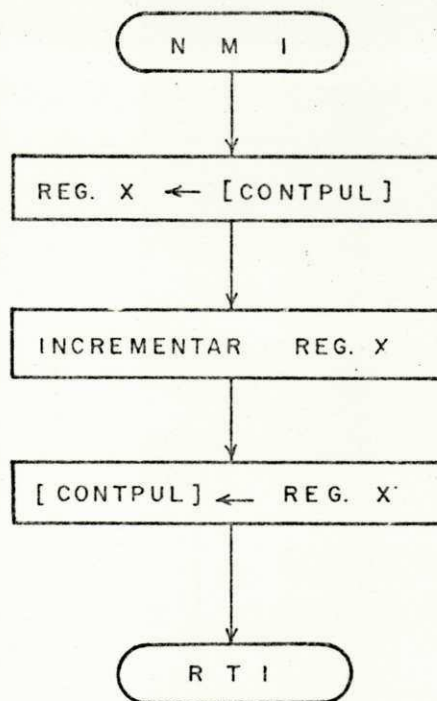 N M I
REG. X ← [CONTPUL]
INCREMENTAR REG. X
[CONTPUL] ← REG. X
R T I